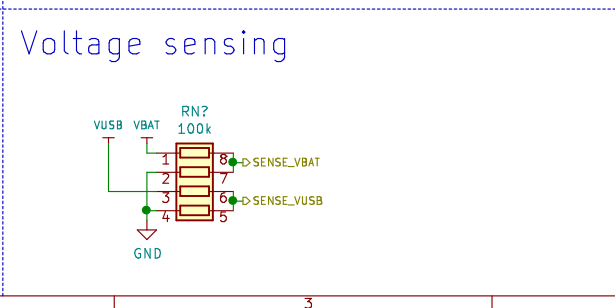 Voltage sensing
RN?
100k
VUSB VBAT
1 8 SENSE_VBAT
2 7
3 6 SENSE_VUSB
4 5
GND
3